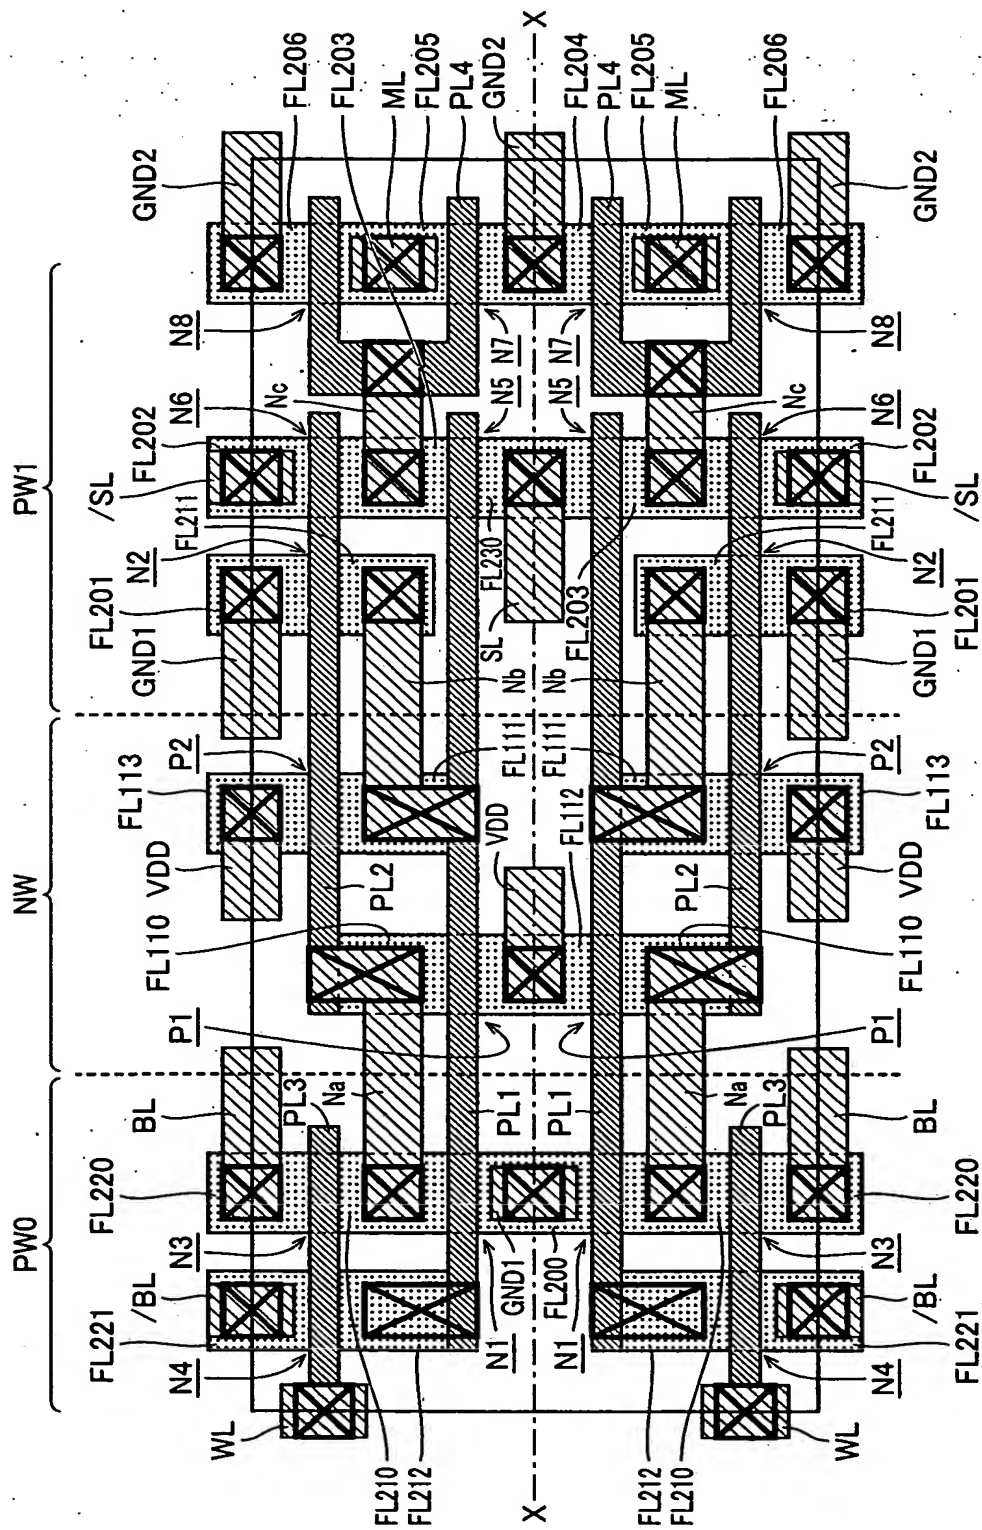 PW0
NW
PW1
WL
N4
FL221
/BL
N3
FL220
BL
PL3
Na
P1
FL110
VDD
FL113
P2
PL2
GND1
FL201
N2
FL211
/SL
FL202
N6
Nc
N8
GND2
FL206
FL203
ML
FL205
PL4
GND2
X
FL204
PL4
FL205
ML
FL206
FL210
FL212
X
FL212
FL210
N1
GND1
FL200
N1
PL1
PL1
VDD
FL112
FL111
FL111
Nb
Nb
SL
FL230
FL203
N5
N7
N5
N7
WL
N4
FL221
/BL
N3
FL220
BL
PL3
Na
P1
FL110
PL2
VDD
FL113
P2
GND1
FL201
N2
FL211
/SL
FL202
N6
Nc
N8
GND2